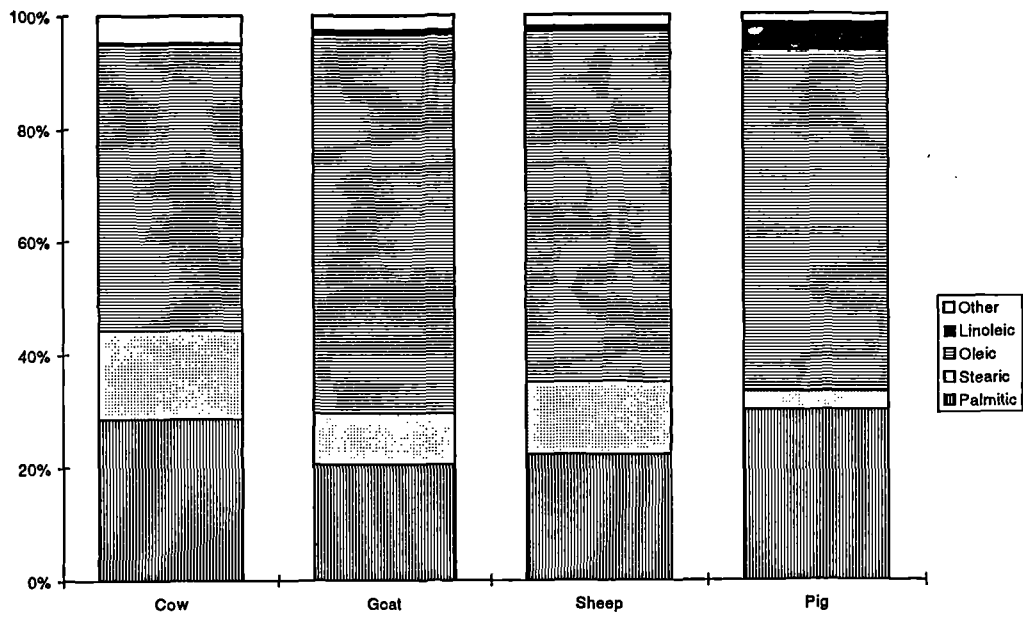 100%
80%
60%
40%
20%
0%
Cow
Goat
Sheep
Pig
Other
Linoleic
Oleic
Stearic
Palmitic